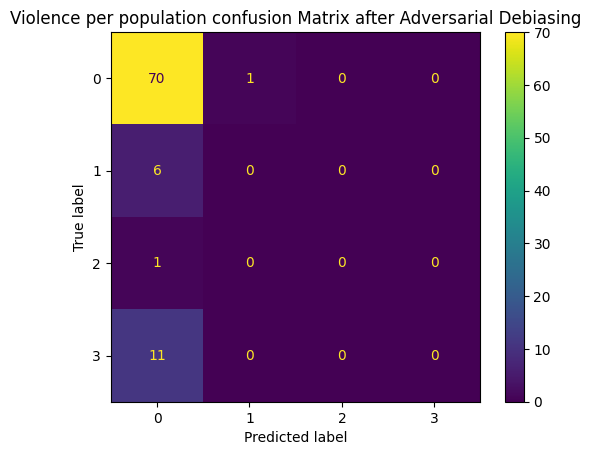 Violence per population confusion Matrix after Adversarial Debiasing
0 70 1 0 0
1 6 0 0 0
2 1 0 0 0
3 11 0 0 0
0 1 2 3
Predicted label
True label
70
60
50
40
30
20
10
0